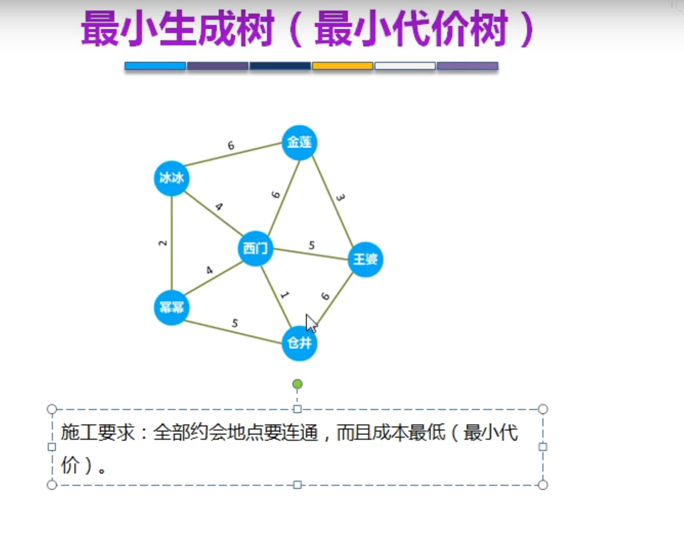 最小生成树（最小代价树）
金莲
6
冰冰
6
3
4
西门
5
王婆
2
4
1
6
幂幂
5
仓井
施工要求：全部约会地点要连通，而且成本最低（最小代
价）。